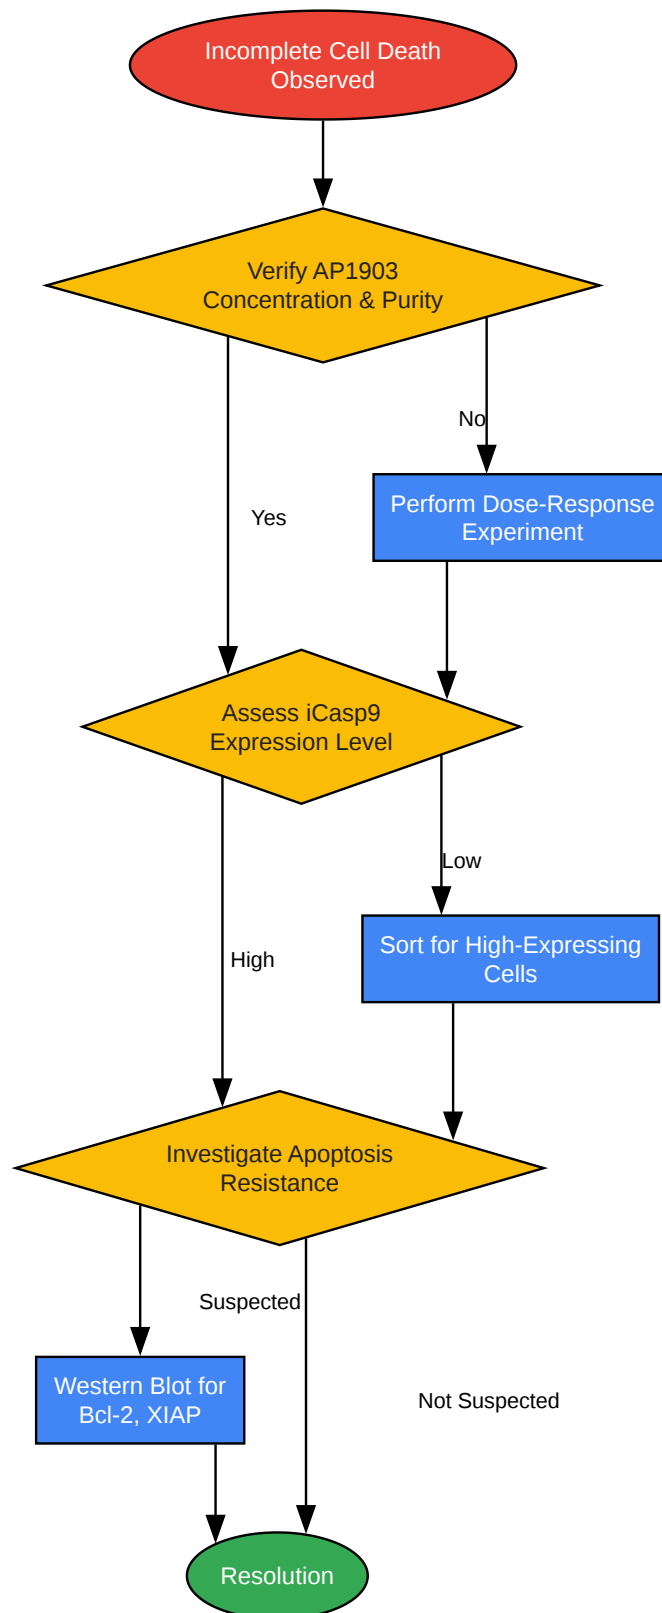 Incomplete Cell Death
Observed
Verify AP1903
Concentration & Purity
No
Perform Dose-Response
Experiment
Yes
Assess iCasp9
Expression Level
Low
Sort for High-Expressing
Cells
High
Investigate Apoptosis
Resistance
Suspected
Western Blot for
Bcl-2, XIAP
Not Suspected
Resolution